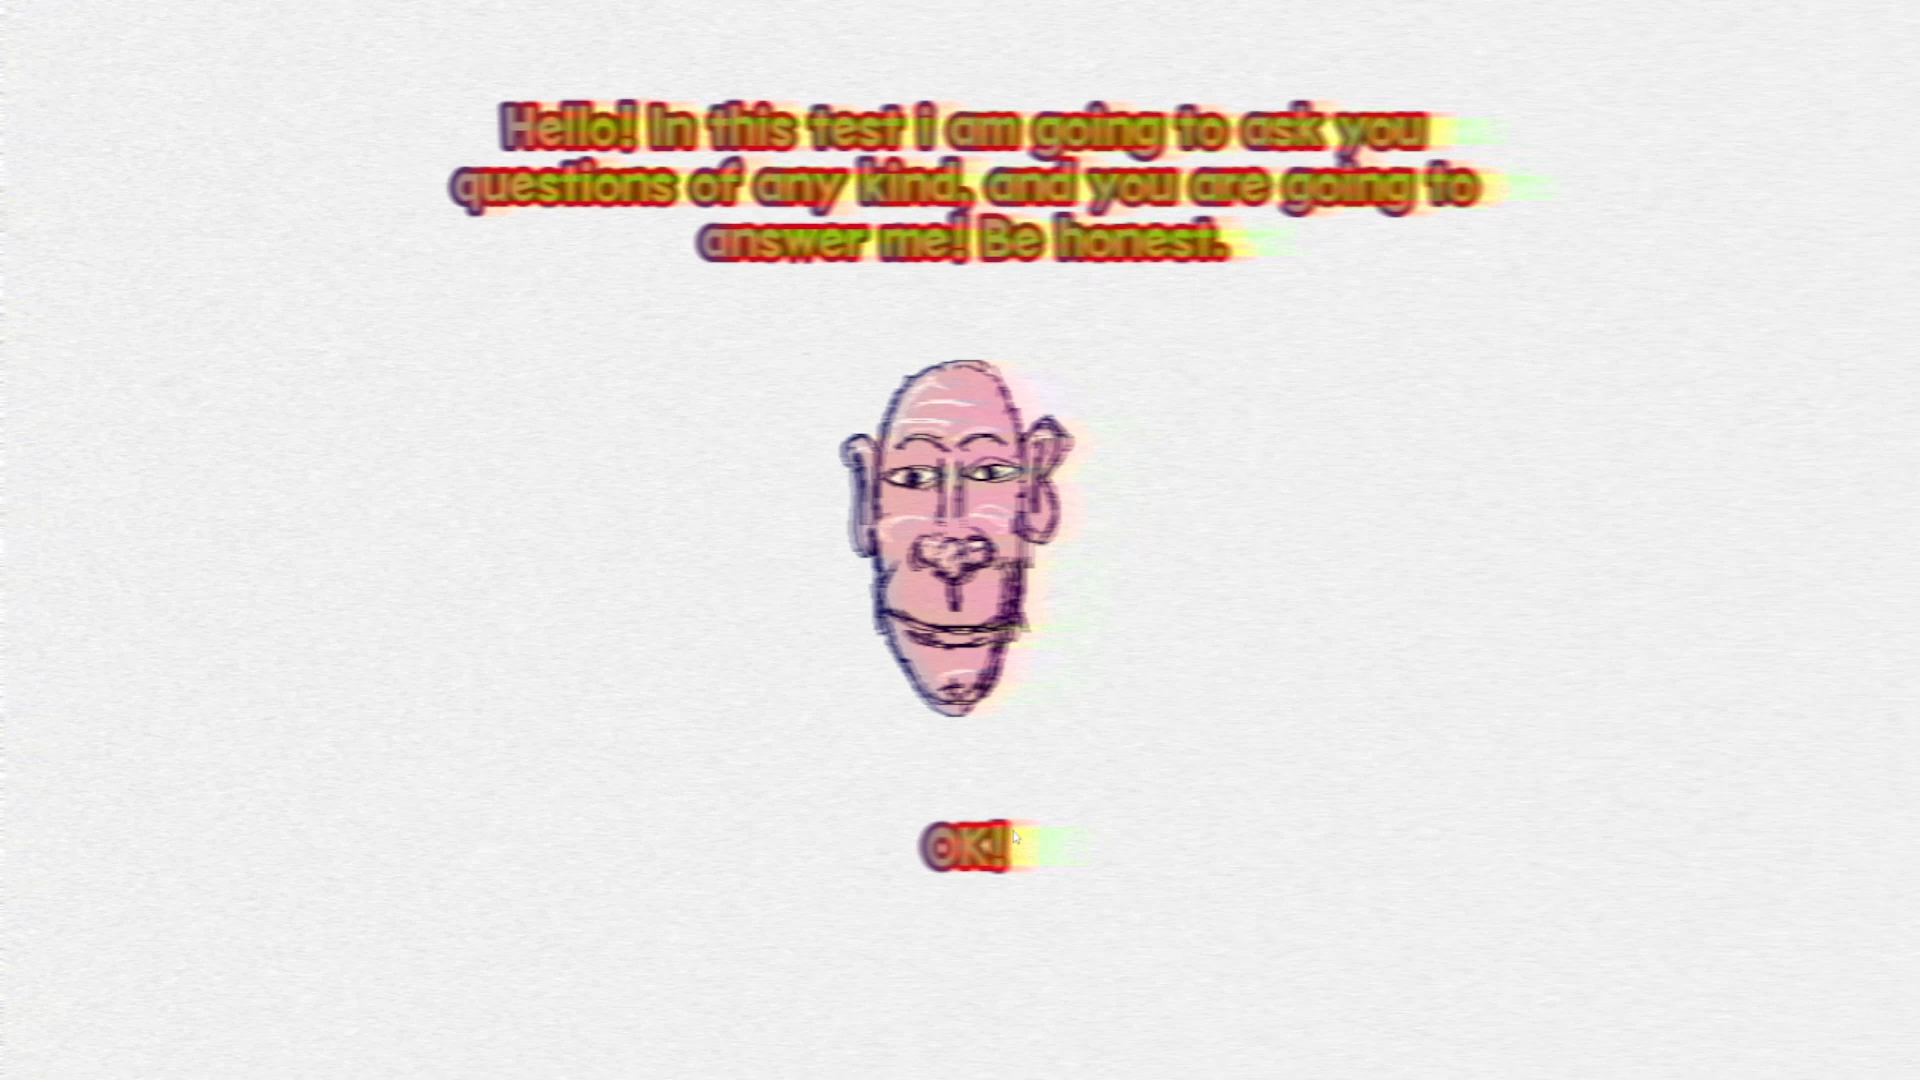 Hello! In this test i am going to ask you
questions of any kind, and you are going to
answer me! Be honest.
OK!